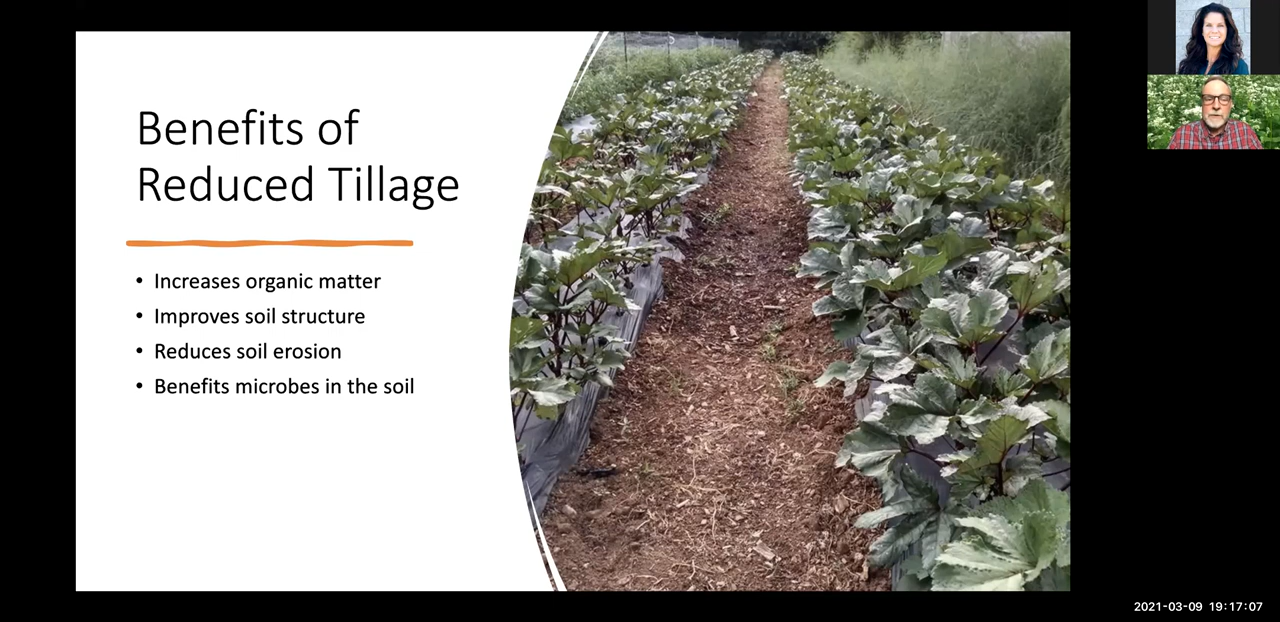 Benefits of
Reduced Tillage
• Increases organic matter
• Improves soil structure
• Reduces soil erosion
• Benefits microbes in the soil
2021-03-09 19:17:07